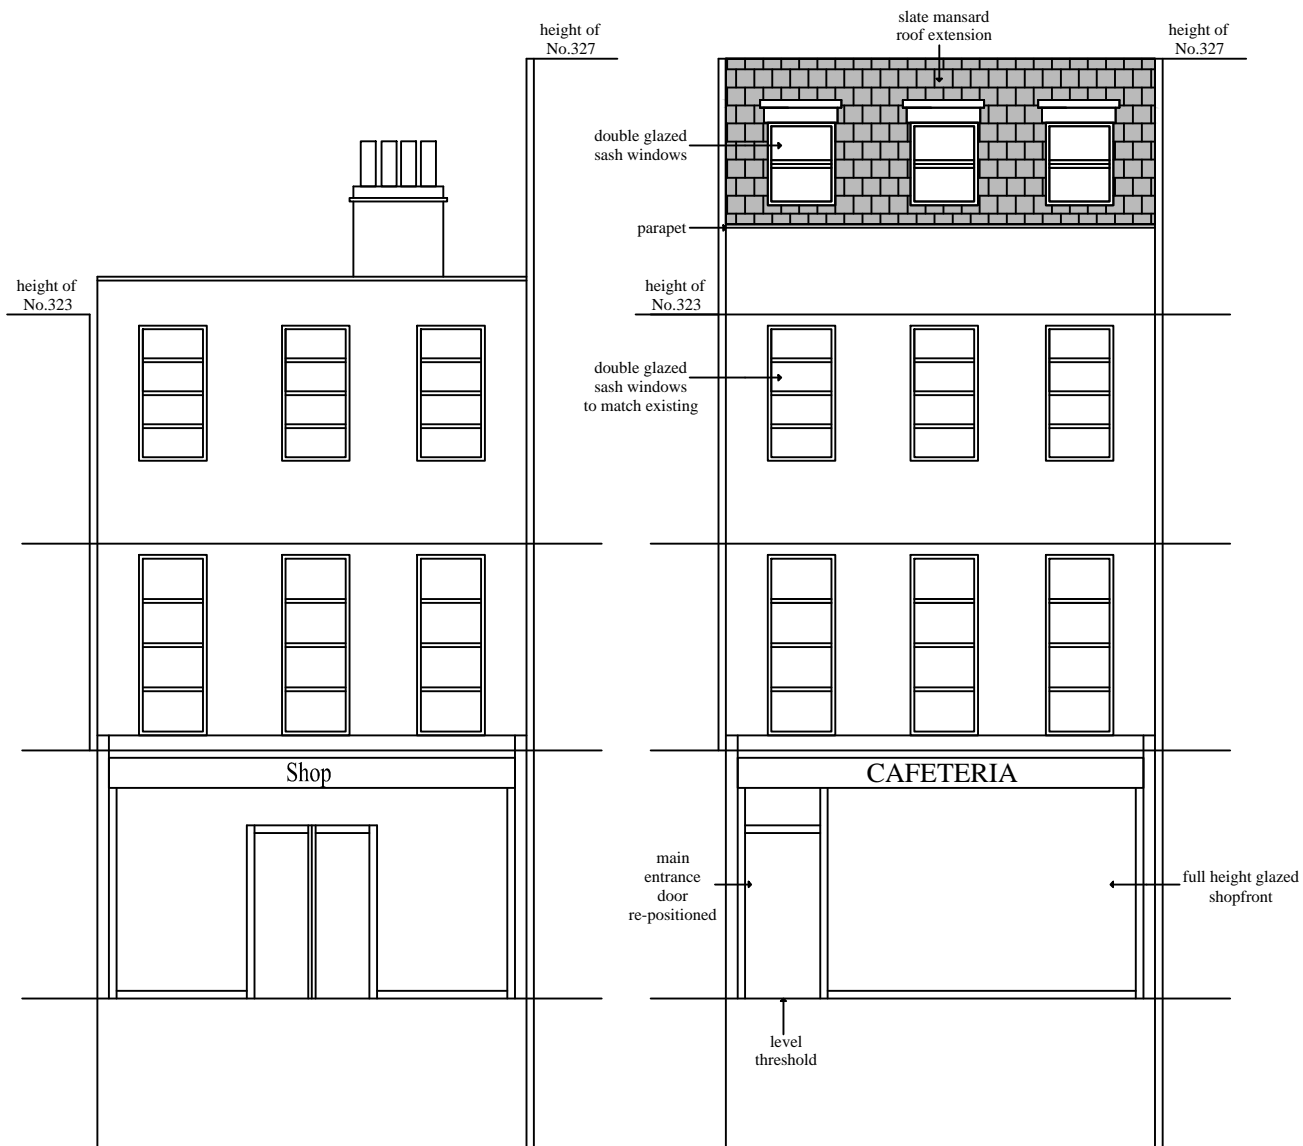 height of
No.327
height of
No.323
Shop
slate mansard
roof extension
height of
No.327
double glazed
sash windows
parapet
height of
No.323
double glazed
sash windows
to match existing
CAFETERIA
main
entrance
door
re-positioned
full height glazed
shopfront
level
threshold